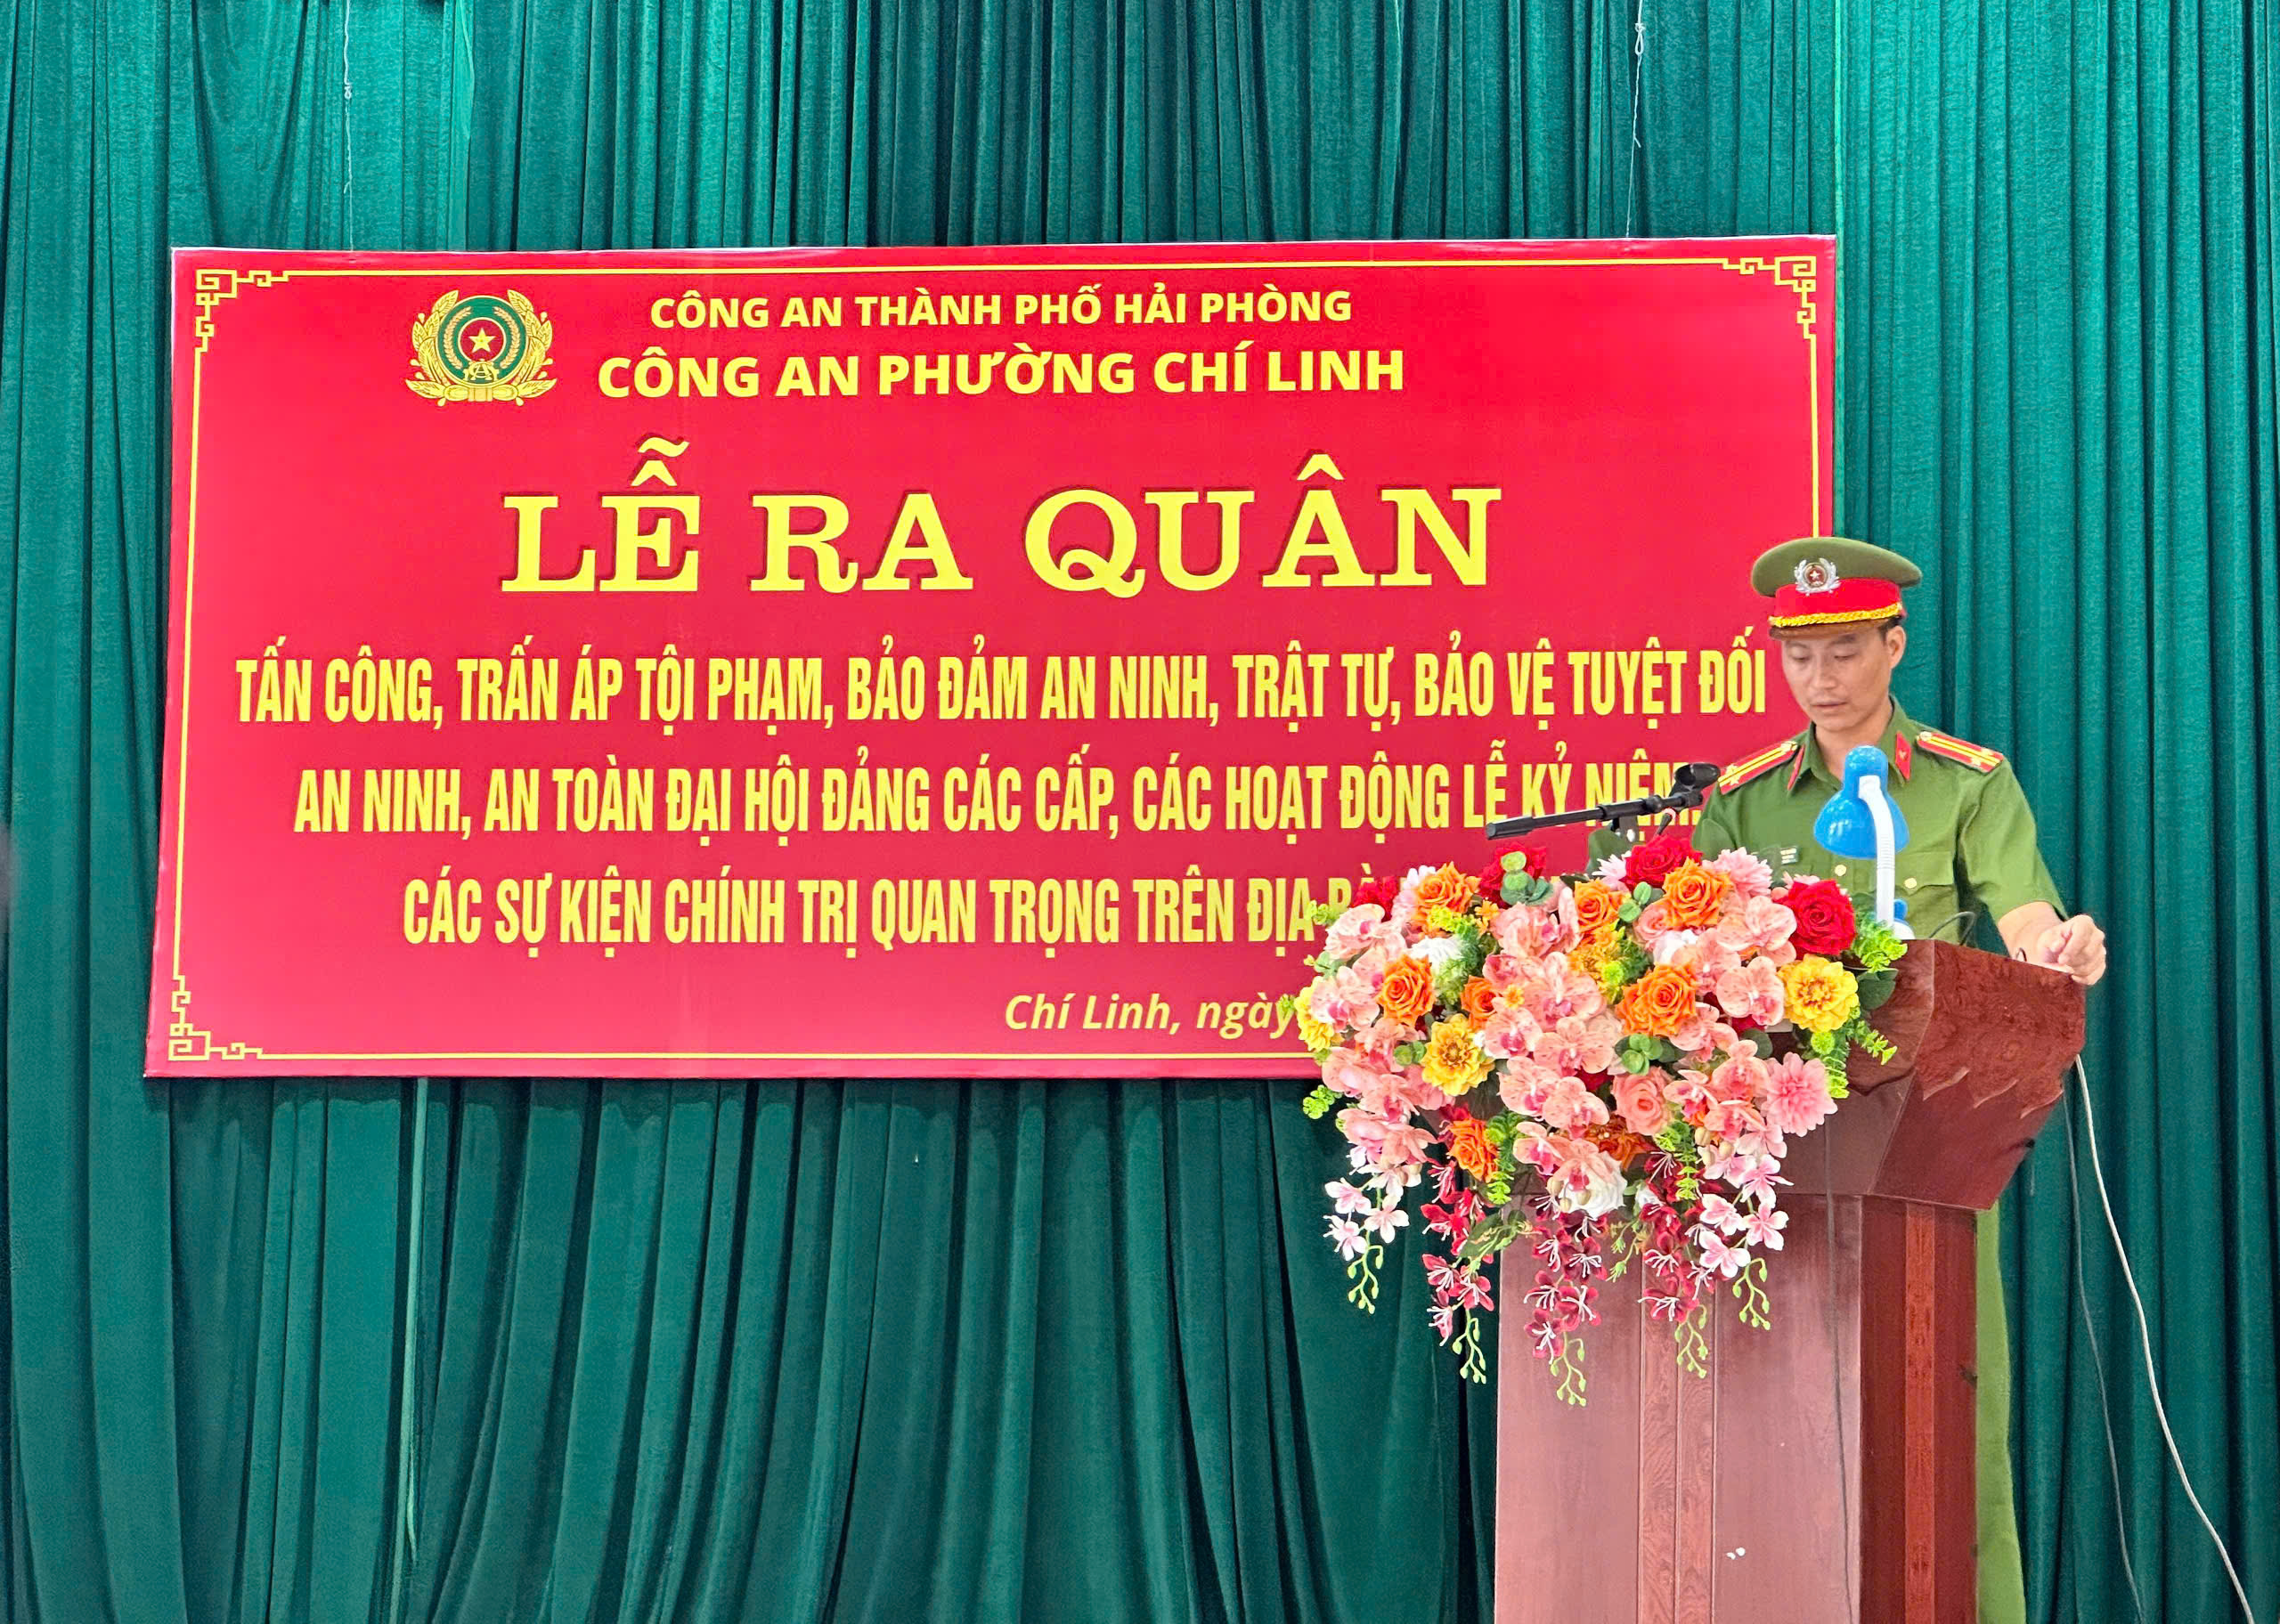 CÔNG AN THÀNH PHỐ HẢI PHÒNG
CÔNG AN PHƯỜNG CHÍ LINH
LỄ RA QUÂN
TẤN CÔNG, TRẤN ÁP TỘI PHẠM, BẢO ĐẢM AN NINH, TRẬT TỰ, BẢO VỆ TUYỆT ĐỐI
AN NINH, AN TOÀN ĐẠI HỘI ĐẢNG CÁC CẤP, CÁC HOẠT ĐỘNG LỄ KỶ NIỆM,
CÁC SỰ KIỆN CHÍNH TRỊ QUAN TRỌNG TRÊN ĐỊA
Chí Linh, ngày